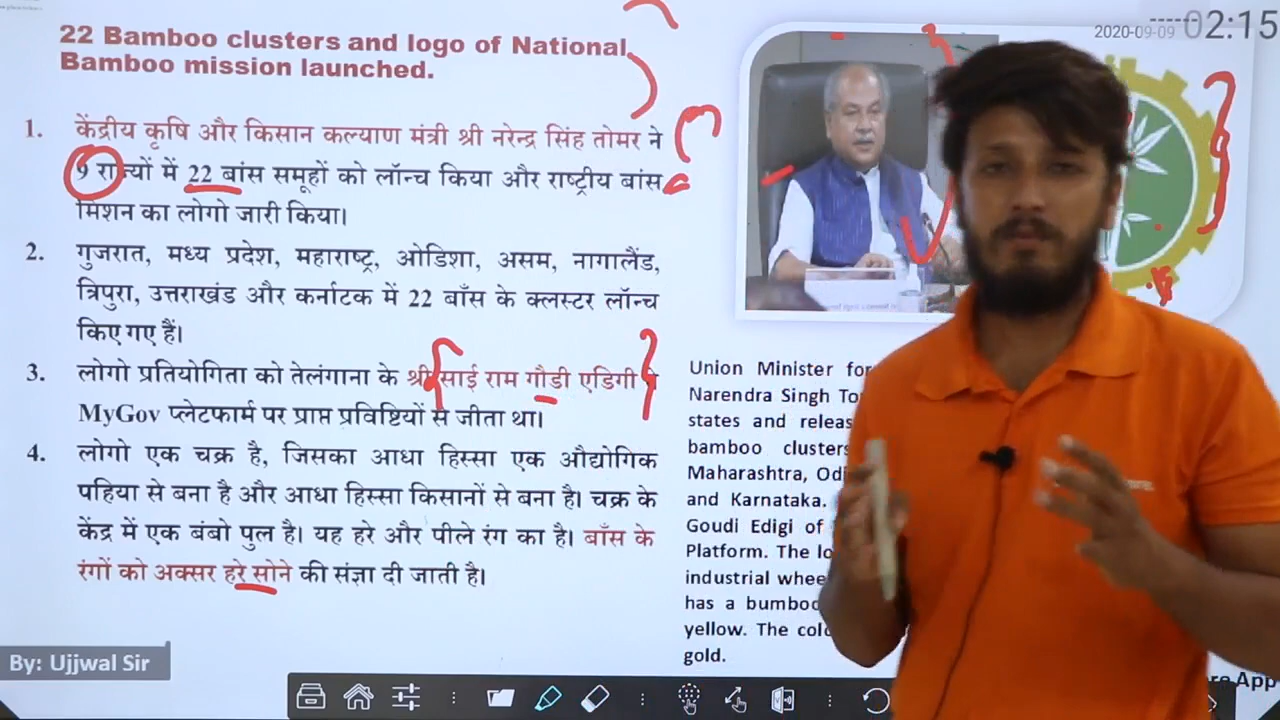 2020-09-09 02:15
22 Bamboo clusters and logo of National
Bamboo mission launched.
1. केंद्रीय कृषि और किसान कल्याण मंत्री श्री नरेन्द्र सिंह तोमर ने
9 राज्यों में 22 बांस समूहों को लॉन्च किया और राष्ट्रीय बांस
मिशन का लोगो जारी किया।
2. गुजरात, मध्य प्रदेश, महाराष्ट्र, ओडिशा, असम, नागालैंड,
त्रिपुरा, उत्तराखंड और कर्नाटक में 22 बाँस के क्लस्टर लॉन्च
किए गए हैं।
3. लोगो प्रतियोगिता को तेलंगाना के श्री साई राम गौडी एडिगी ने
MyGov प्लेटफार्म पर प्राप्त प्रविष्टियों से जीता था।
4. लोगो एक चक्र है, जिसका आधा हिस्सा एक औद्योगिक
पहिया से बना है और आधा हिस्सा किसानों से बना है। चक्र के
केंद्र में एक बंबो पुल है। यह हरे और पीले रंग का है। बाँस के
रंगों को अक्सर हरे सोने की संज्ञा दी जाती है।
Union Minister for
Narendra Singh To
states and releas
bamboo clusters
Maharashtra, Odi
and Karnataka.
Goudi Edigi of
Platform. The lo
industrial whee
has a bumboo
yellow. The colo
gold.
By: Ujjwal Sir
App